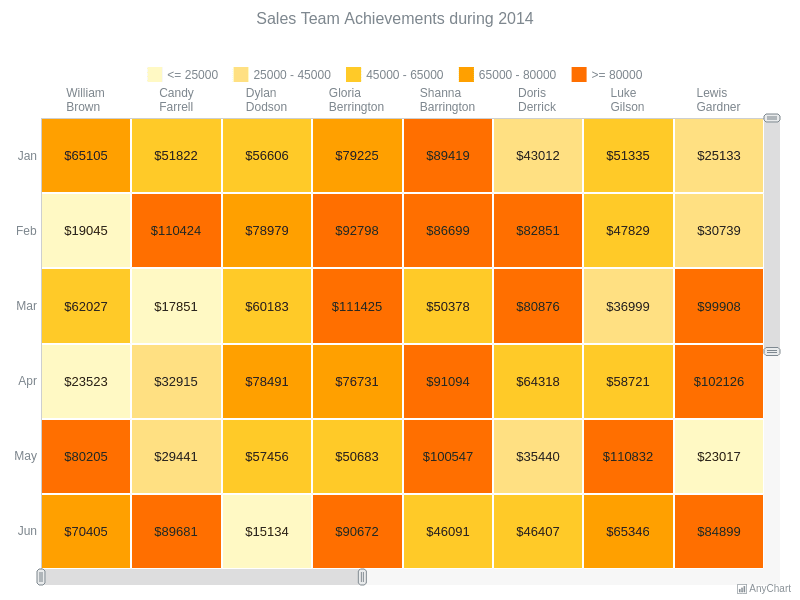 Sales Team Achievements during 2014
<= 25000 25000 - 45000 45000 - 65000 65000 - 80000 >= 80000
William Brown Candy Farrell Dylan Dodson Gloria Berrington Shanna Barrington Doris Derrick Luke Gilson Lewis Gardner
Jan $65105 $51822 $56606 $79225 $89419 $43012 $51335 $25133
Feb $19045 $110424 $78979 $92798 $86699 $82851 $47829 $30739
Mar $62027 $17851 $60183 $111425 $50378 $80876 $36999 $99908
Apr $23523 $32915 $78491 $76731 $91094 $64318 $58721 $102126
May $80205 $29441 $57456 $50683 $100547 $35440 $110832 $23017
Jun $70405 $89681 $15134 $90672 $46091 $46407 $65346 $84899
AnyChart